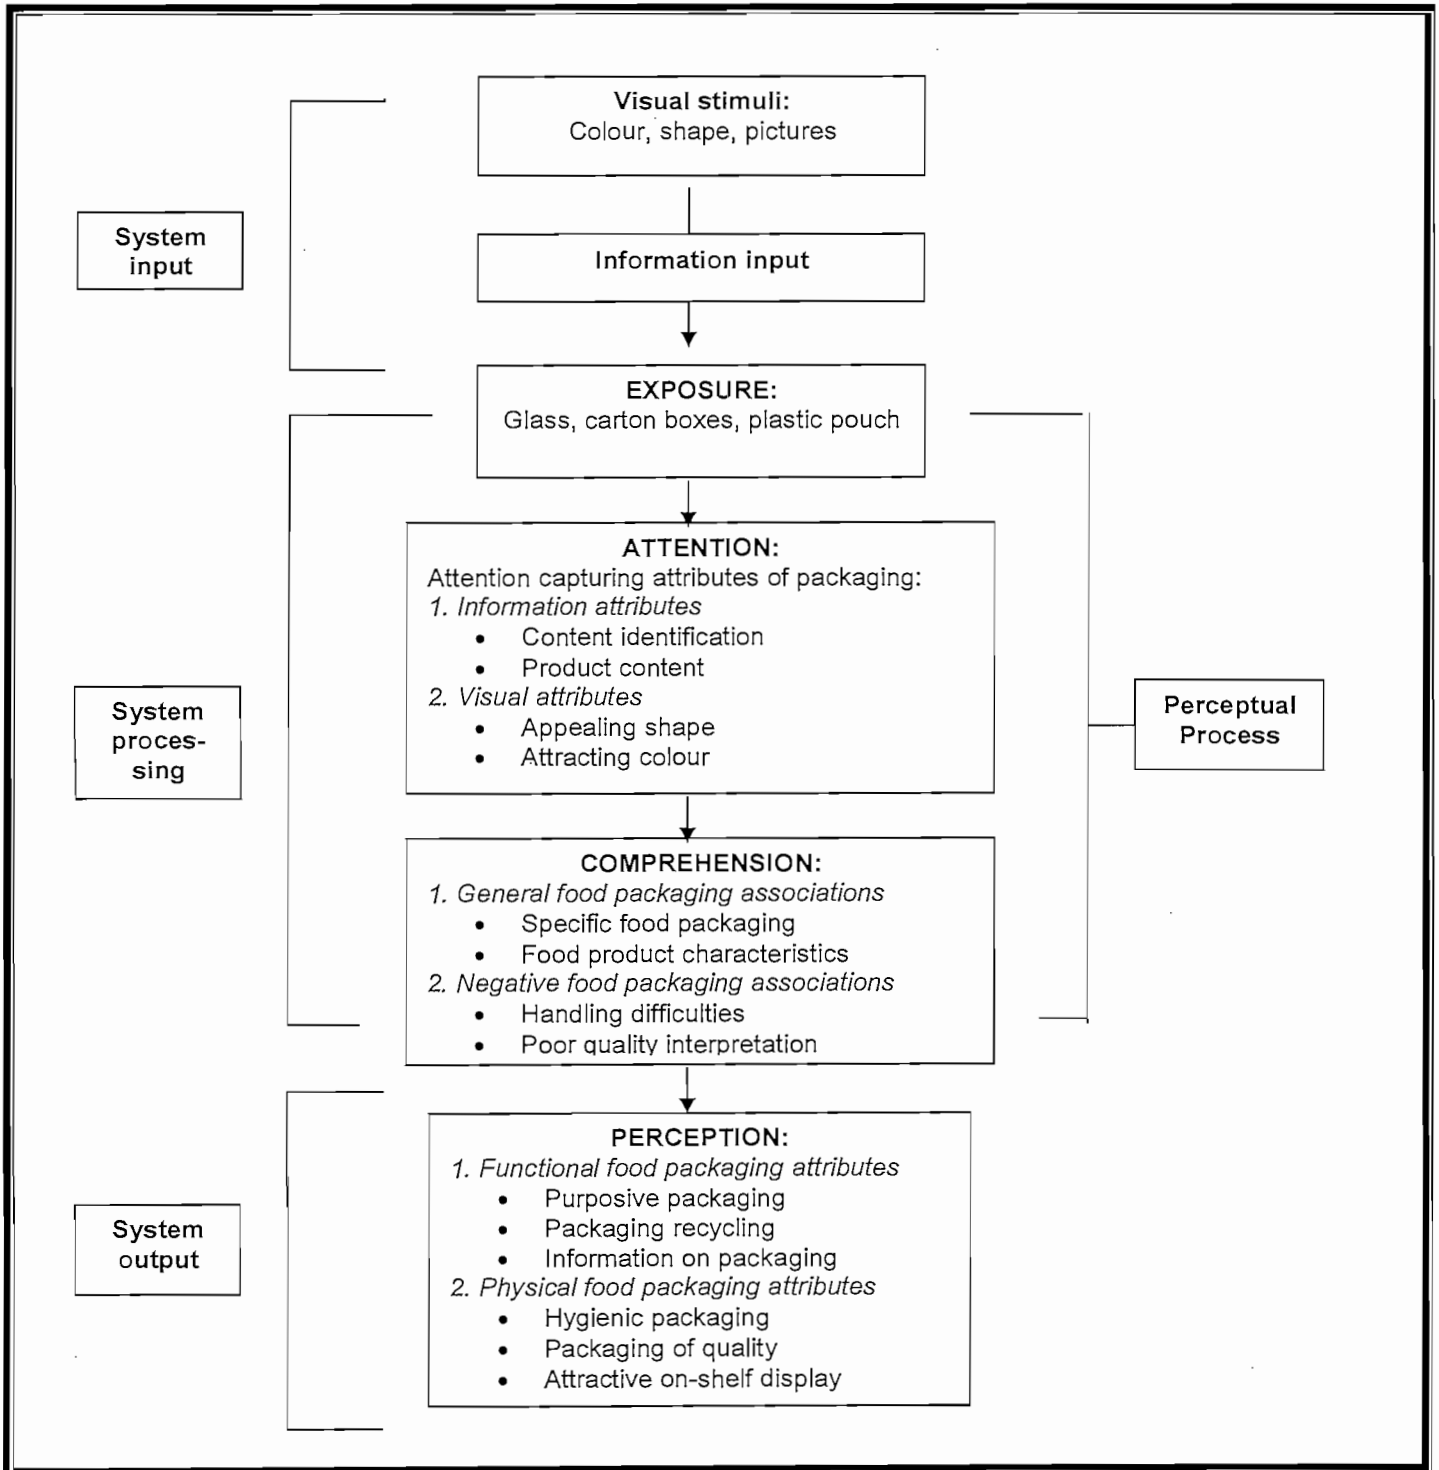 Visual stimuli:
Colour, shape, pictures
System
input
Information input
EXPOSURE:
Glass, carton boxes, plastic pouch
ATTENTION:
Attention capturing attributes of packaging:
1. Information attributes
• Content identification
• Product content
2. Visual attributes
• Appealing shape
• Attracting colour
System
proces-
sing
Perceptual
Process
COMPREHENSION:
1. General food packaging associations
• Specific food packaging
• Food product characteristics
2. Negative food packaging associations
• Handling difficulties
• Poor quality interpretation
PERCEPTION:
1. Functional food packaging attributes
• Purposive packaging
• Packaging recycling
• Information on packaging
2. Physical food packaging attributes
• Hygienic packaging
• Packaging of quality
• Attractive on-shelf display
System
output